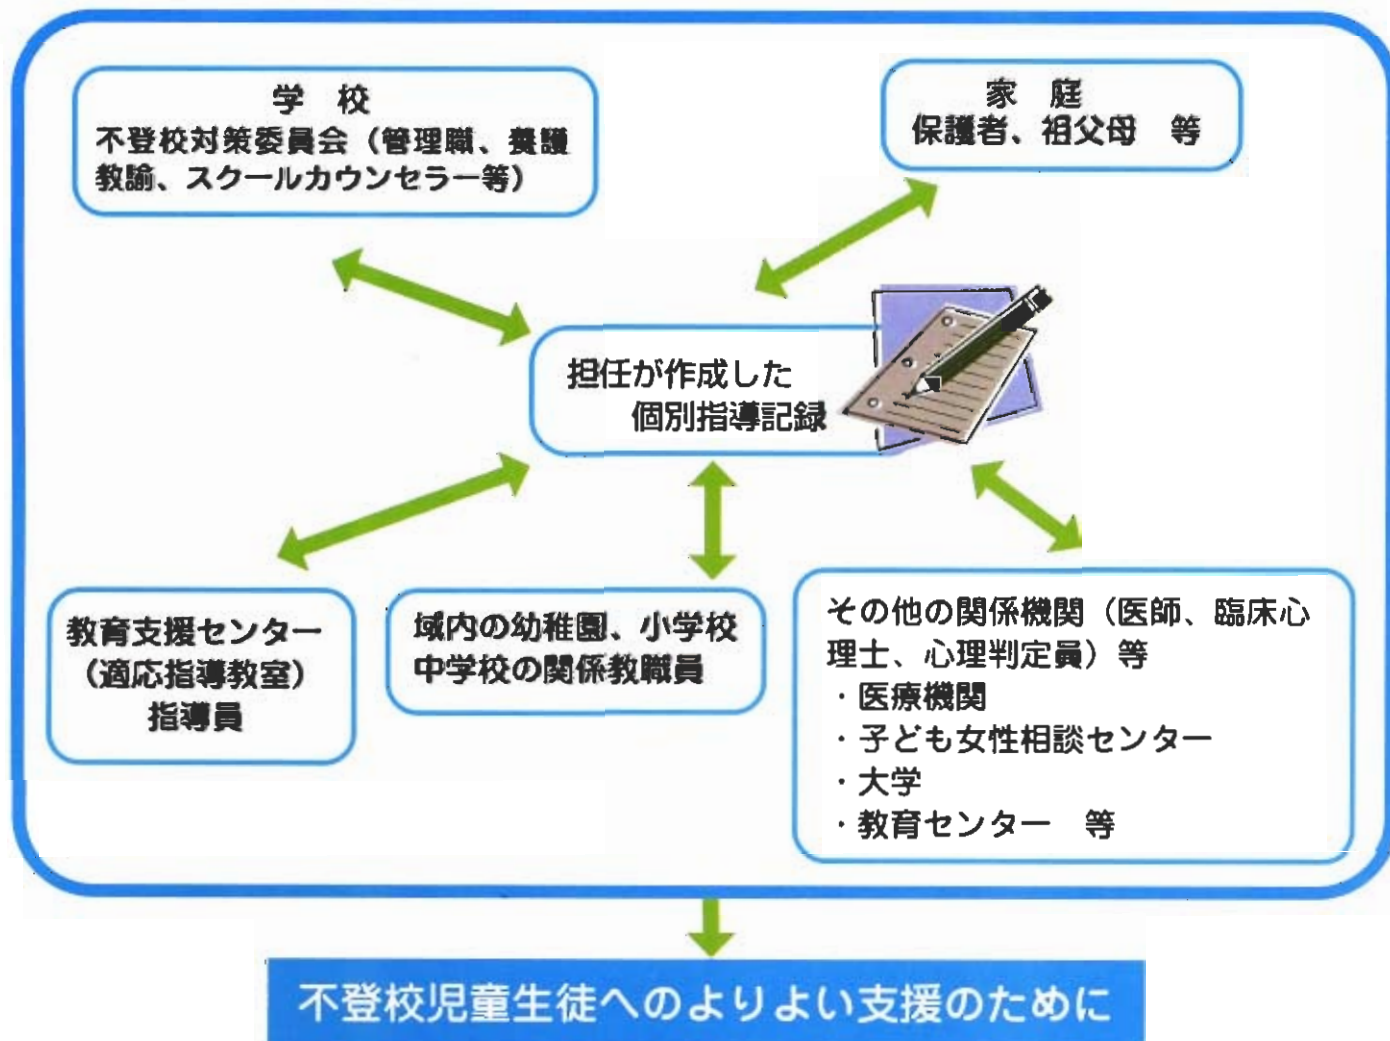 学　校
不登校対策委員会（管理職、養護
教諭、スクールカウンセラー等）
家　庭
保護者、祖父母　等
担任が作成した
個別指導記録
教育支援センター
（適応指導教室）
指導員
域内の幼稚園、小学校
中学校の関係教職員
その他の関係機関（医師、臨床心
理士、心理判定員）等
・医療機関
・子ども女性相談センター
・大学
・教育センター　等
不登校児童生徒へのよりよい支援のために